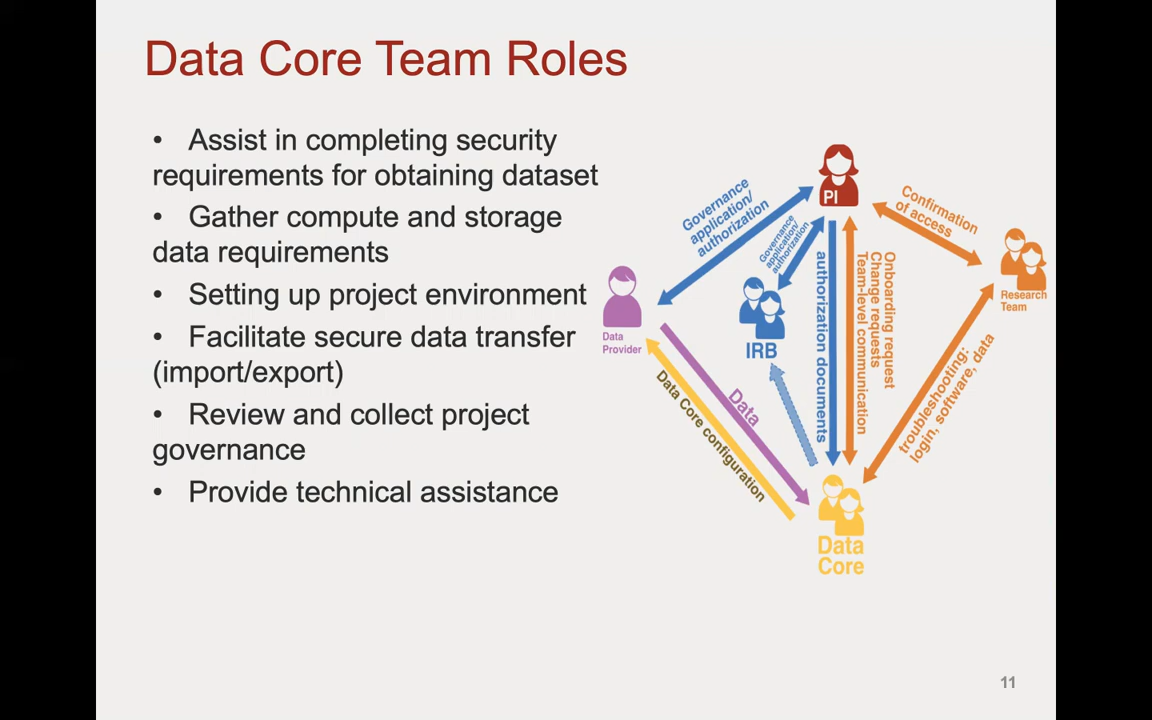 Data Core Team Roles
• Assist in completing security
requirements for obtaining dataset
• Gather compute and storage
data requirements
• Setting up project environment
• Facilitate secure data transfer
(import/export)
• Review and collect project
governance
• Provide technical assistance
PI
Governance
application/
authorization
Governance
application/
authorization
Confirmation
of access
Data
Provider
IRB
authorization documents
Onboarding request
Change requests
Team-level communication
Research
Team
Data
Data Core configuration
troubleshooting:
login, software, data
Data
Core
11